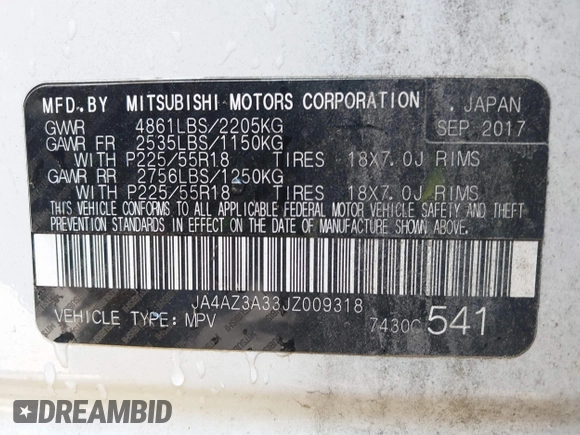 MFD.BY MITSUBISHI MOTORS CORPORATION , JAPAN
GVWR 4861LBS/2205KG SEP. 2017
GAWR FR 2535LBS/1150KG
WITH P225/55R18 TIRES 18X7.0J RIMS
GAWR RR 2756LBS/1250KG
WITH P225/55R18 TIRES 18X7.0J RIMS
THIS VEHICLE CONFORMS TO ALL APPLICABLE FEDERAL MOTOR VEHICLE SAFETY AND THEFT
PREVENTION STANDARDS IN EFFECT ON THE DATE OF MANUFACTURE SHOWN ABOVE.
JA4AZ3A33JZ009318
VEHICLE TYPE: MPV 7430C 541
DREAMBID